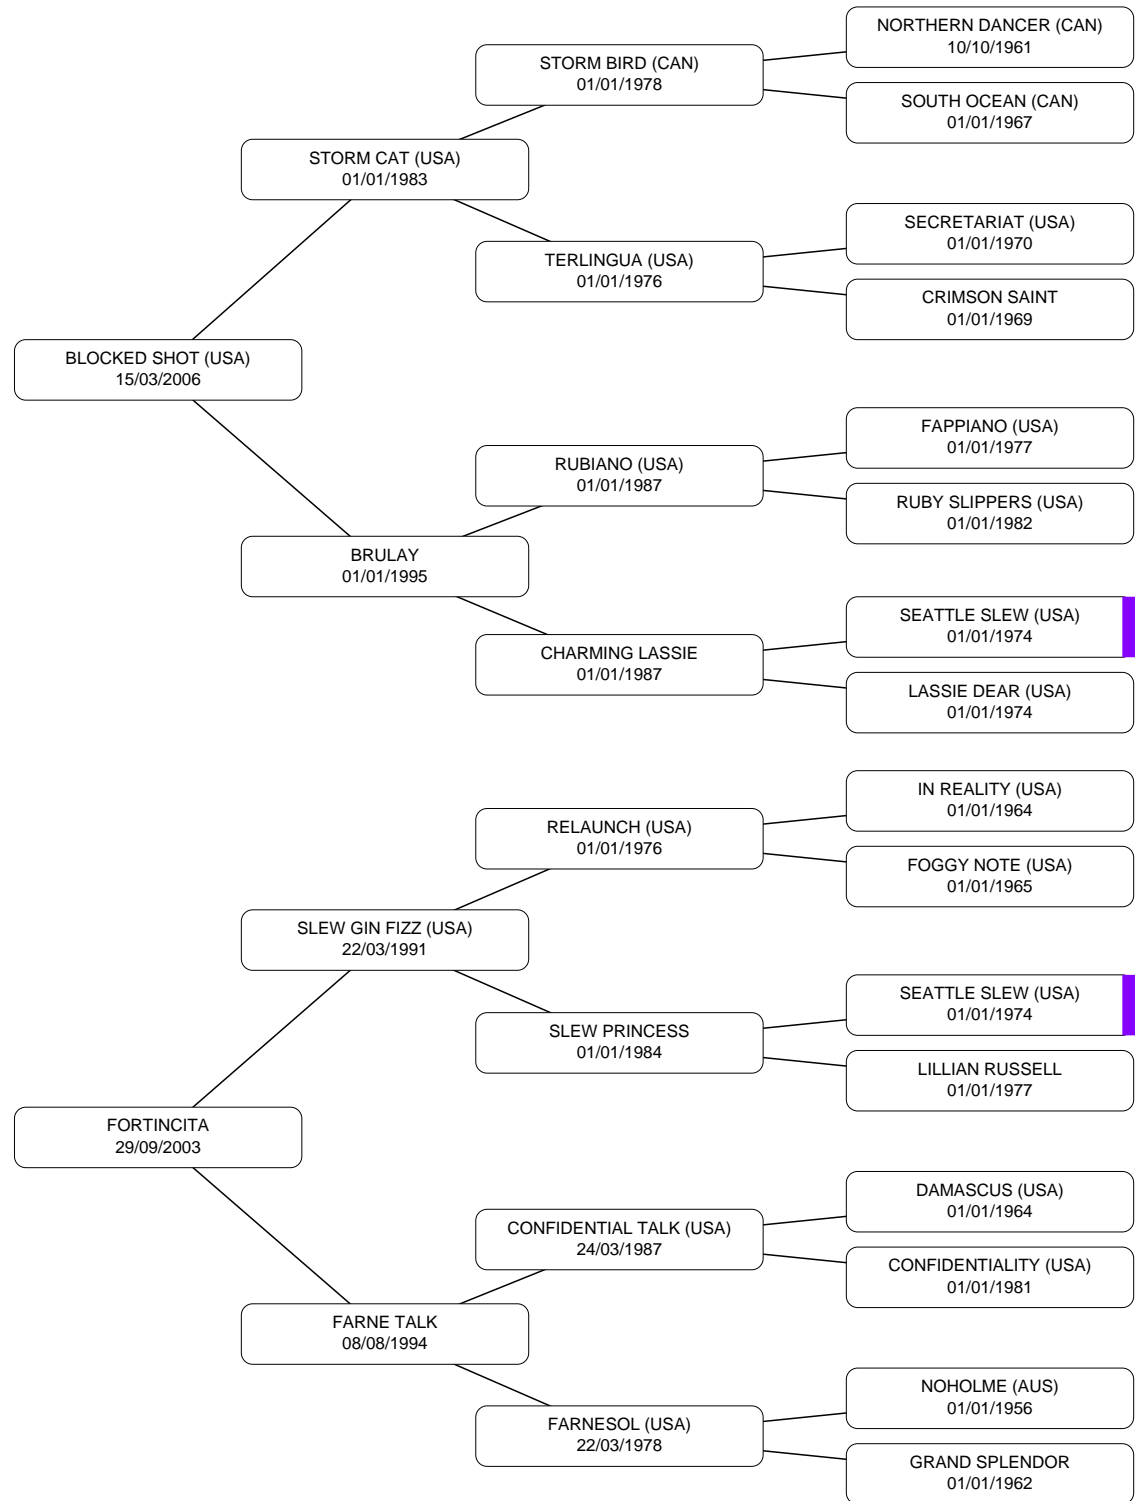 NORTHERN DANCER (CAN)
10/10/1961
STORM BIRD (CAN)
01/01/1978
SOUTH OCEAN (CAN)
01/01/1967
STORM CAT (USA)
01/01/1983
SECRETARIAT (USA)
01/01/1970
TERLINGUA (USA)
01/01/1976
CRIMSON SAINT
01/01/1969
BLOCKED SHOT (USA)
15/03/2006
FAPPIANO (USA)
01/01/1977
RUBIANO (USA)
01/01/1987
RUBY SLIPPERS (USA)
01/01/1982
BRULAY
01/01/1995
SEATTLE SLEW (USA)
01/01/1974
CHARMING LASSIE
01/01/1987
LASSIE DEAR (USA)
01/01/1974
IN REALITY (USA)
01/01/1964
RELAUNCH (USA)
01/01/1976
FOGGY NOTE (USA)
01/01/1965
SLEW GIN FIZZ (USA)
22/03/1991
SEATTLE SLEW (USA)
01/01/1974
SLEW PRINCESS
01/01/1984
LILLIAN RUSSELL
01/01/1977
FORTINCITA
29/09/2003
DAMASCUS (USA)
01/01/1964
CONFIDENTIAL TALK (USA)
24/03/1987
CONFIDENTIALITY (USA)
01/01/1981
FARNE TALK
08/08/1994
NOHOLME (AUS)
01/01/1956
FARNESOL (USA)
22/03/1978
GRAND SPLENDOR
01/01/1962